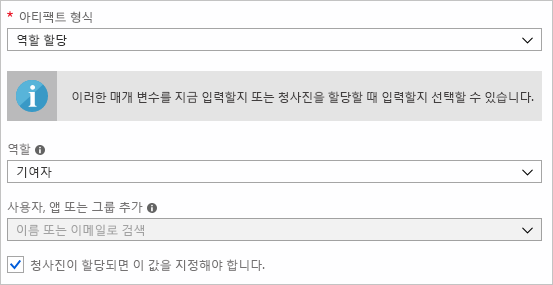 * 아티팩트 형식
역할 할당
이러한 매개 변수를 지금 입력할지 또는 청사진을 할당할 때 입력할지 선택할 수 있습니다.
역할
기여자
사용자, 앱 또는 그룹 추가
이름 또는 이메일로 검색
청사진이 할당되면 이 값을 지정해야 합니다.